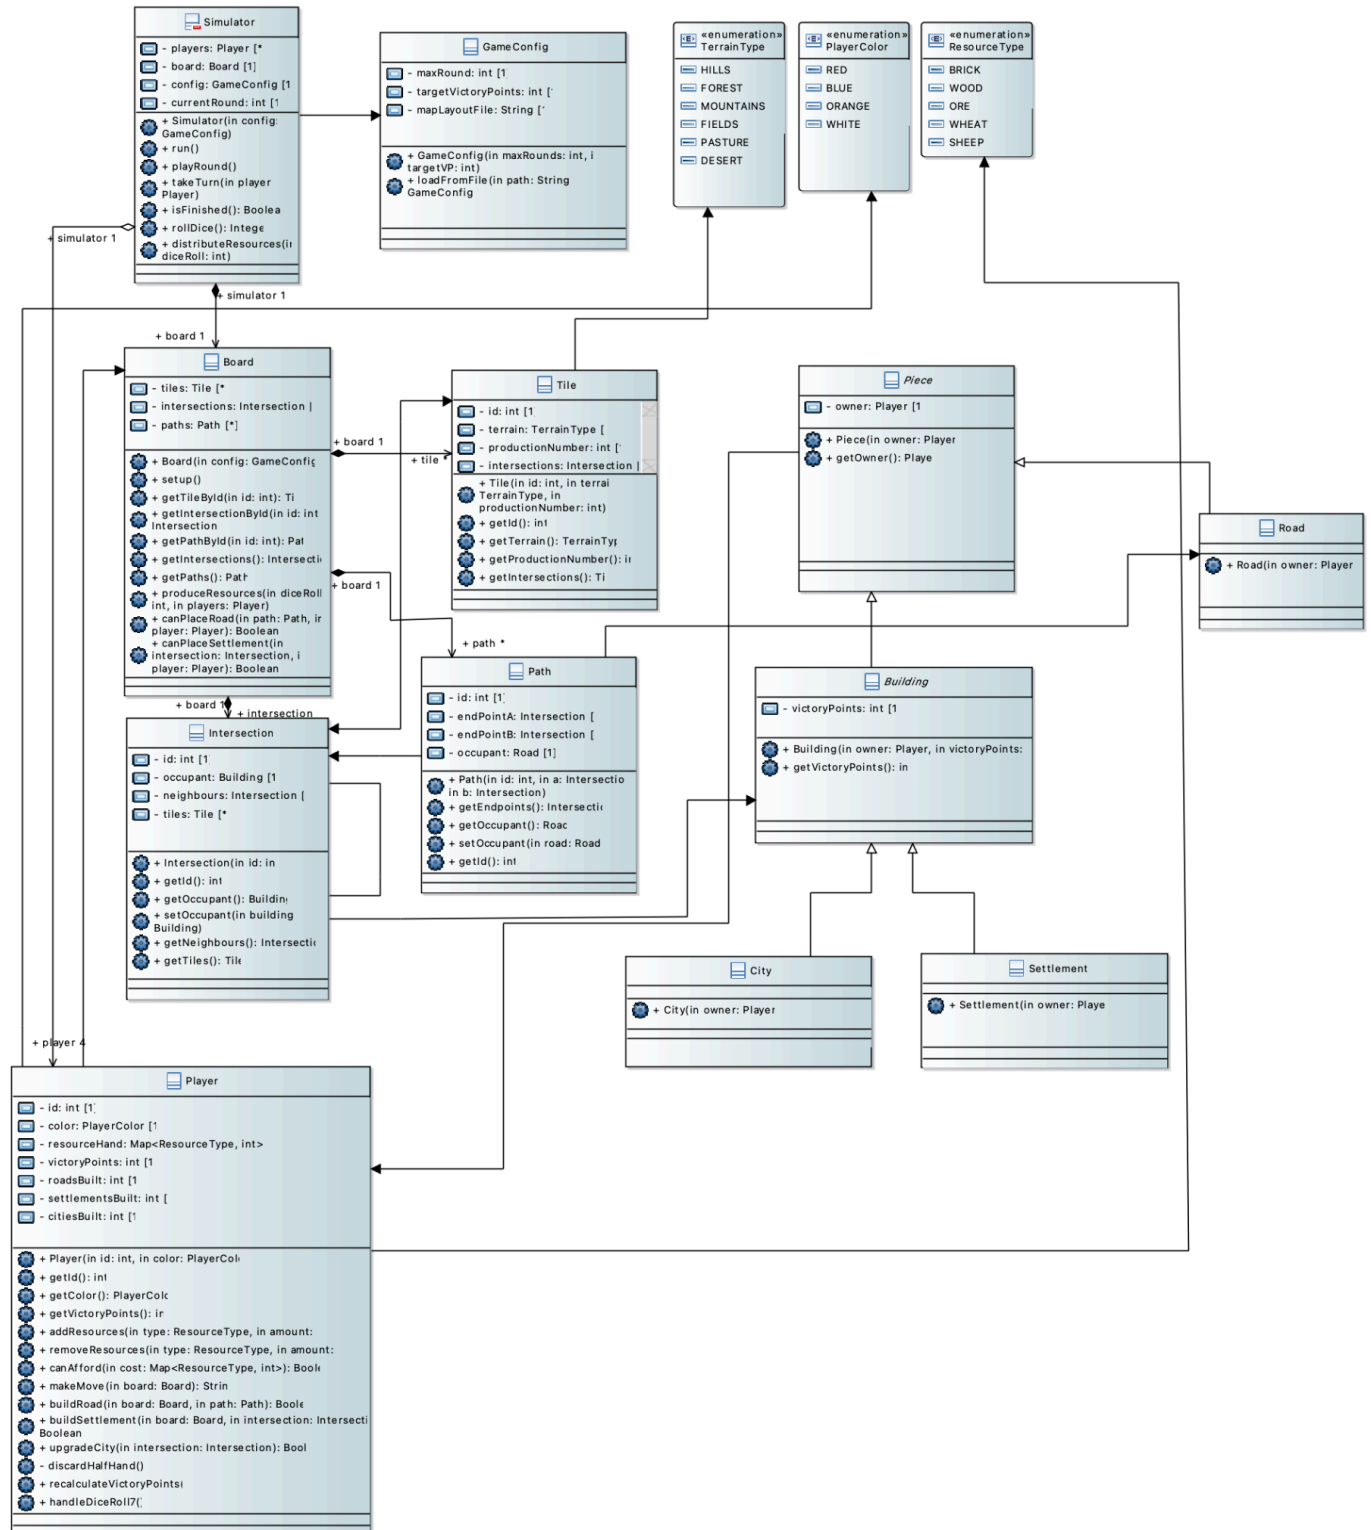 Simulator
- players: Player [*
- board: Board [1]
- config: GameConfig [1
- currentRound: int [1
+ Simulator(in config:
GameConfig)
+ run()
+ playRound()
+ takeTurn(in player
Player)
+ isFinished(): Boolea
+ rollDice(): Intege
+ distributeResources(in
diceRoll: int)
GameConfig
- maxRound: int [1
- targetVictoryPoints: int [
- mapLayoutFile: String [
+ GameConfig(in maxRounds: int, i
targetVP: int)
+ loadFromFile(in path: String
GameConfig
«enumeration»
TerrainType
HILLS
FOREST
MOUNTAINS
FIELDS
PASTURE
DESERT
«enumeration»
PlayerColor
RED
BLUE
ORANGE
WHITE
«enumeration»
ResourceType
BRICK
WOOD
ORE
WHEAT
SHEEP
+ simulator 1
+ simulator 1
+ board 1
Board
- tiles: Tile [*
- intersections: Intersection [
- paths: Path [*]
+ Board(in config: GameConfig
+ setup()
+ getTileById(in id: int): Ti
+ getIntersectionById(in id: int
Intersection
+ getPathById(in id: int): Pat
+ getIntersections(): Intersecti
+ getPaths(): Path
+ produceResources(in diceRoll
int, in players: Player)
+ canPlaceRoad(in path: Path, in
player: Player): Boolean
+ canPlaceSettlement(in
intersection: Intersection, i
player: Player): Boolean
+ board 1
+ tile *
+ board 1
+ path *
+ board 1
+ intersection
Tile
- id: int [1
- terrain: TerrainType [
- productionNumber: int [
- intersections: Intersection [
+ Tile(in id: int, in terrai
TerrainType, in
productionNumber: int)
+ getId(): int
+ getTerrain(): TerrainTyp
+ getProductionNumber(): in
+ getIntersections(): Ti
Piece
- owner: Player [1
+ Piece(in owner: Player
+ getOwner(): Playe
Road
+ Road(in owner: Player
Path
- id: int [1]
- endPointA: Intersection [
- endPointB: Intersection [
- occupant: Road [1]
+ Path(in id: int, in a: Intersectio
in b: Intersection)
+ getEndpoints(): Intersectic
+ getOccupant(): Road
+ setOccupant(in road: Road
+ getId(): int
Building
- victoryPoints: int [1
+ Building(in owner: Player, in victoryPoints:
+ getVictoryPoints(): in
Intersection
- id: int [1]
- occupant: Building [1
- neighbours: Intersection [
- tiles: Tile [*
+ Intersection(in id: in
+ getId(): int
+ getOccupant(): Building
+ setOccupant(in building
Building)
+ getNeighbours(): Intersectic
+ getTiles(): Tile
City
+ City(in owner: Player
Settlement
+ Settlement(in owner: Playe
+ player 4
Player
- id: int [1]
- color: PlayerColor [1
- resourceHand: Map<ResourceType, int>
- victoryPoints: int [1
- roadsBuilt: int [1
- settlementsBuilt: int [
- citiesBuilt: int [1
+ Player(in id: int, in color: PlayerCol
+ getId(): int
+ getColor(): PlayerColo
+ getVictoryPoints(): in
+ addResources(in type: ResourceType, in amount:
+ removeResources(in type: ResourceType, in amount:
+ canAfford(in cost: Map<ResourceType, int>): Boole
+ makeMove(in board: Board): Strin
+ buildRoad(in board: Board, in path: Path): Boole
+ buildSettlement(in board: Board, in intersection: Intersecti
Boolean
+ upgradeCity(in intersection: Intersection): Bool
- discardHalfHand()
+ recalculateVictoryPoints(
+ handleDiceRoll7()